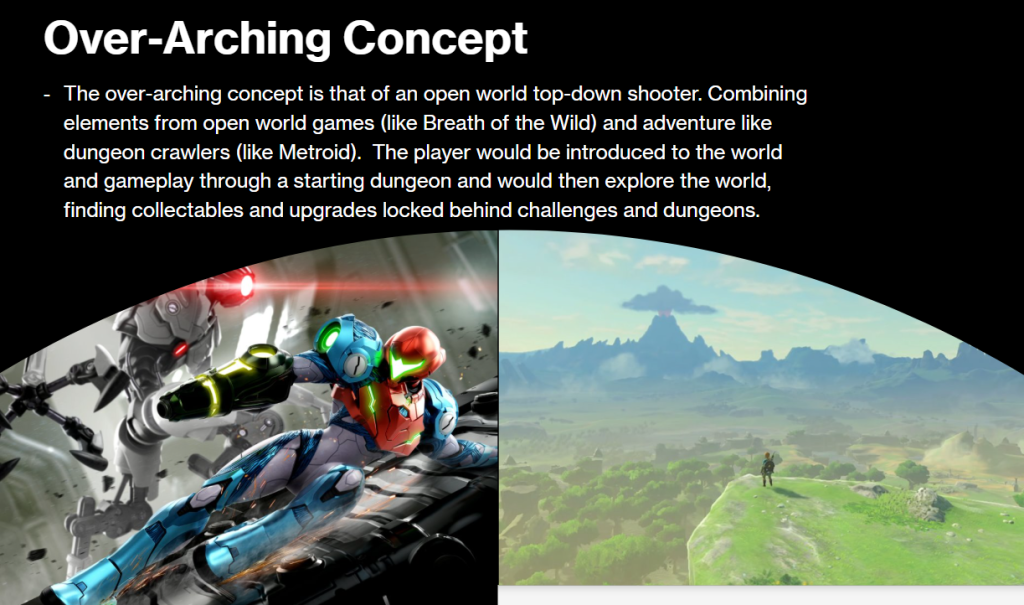 Over-Arching Concept
- The over-arching concept is that of an open world top-down shooter. Combining
elements from open world games (like Breath of the Wild) and adventure like
dungeon crawlers (like Metroid).  The player would be introduced to the world
and gameplay through a starting dungeon and would then explore the world,
finding collectables and upgrades locked behind challenges and dungeons.